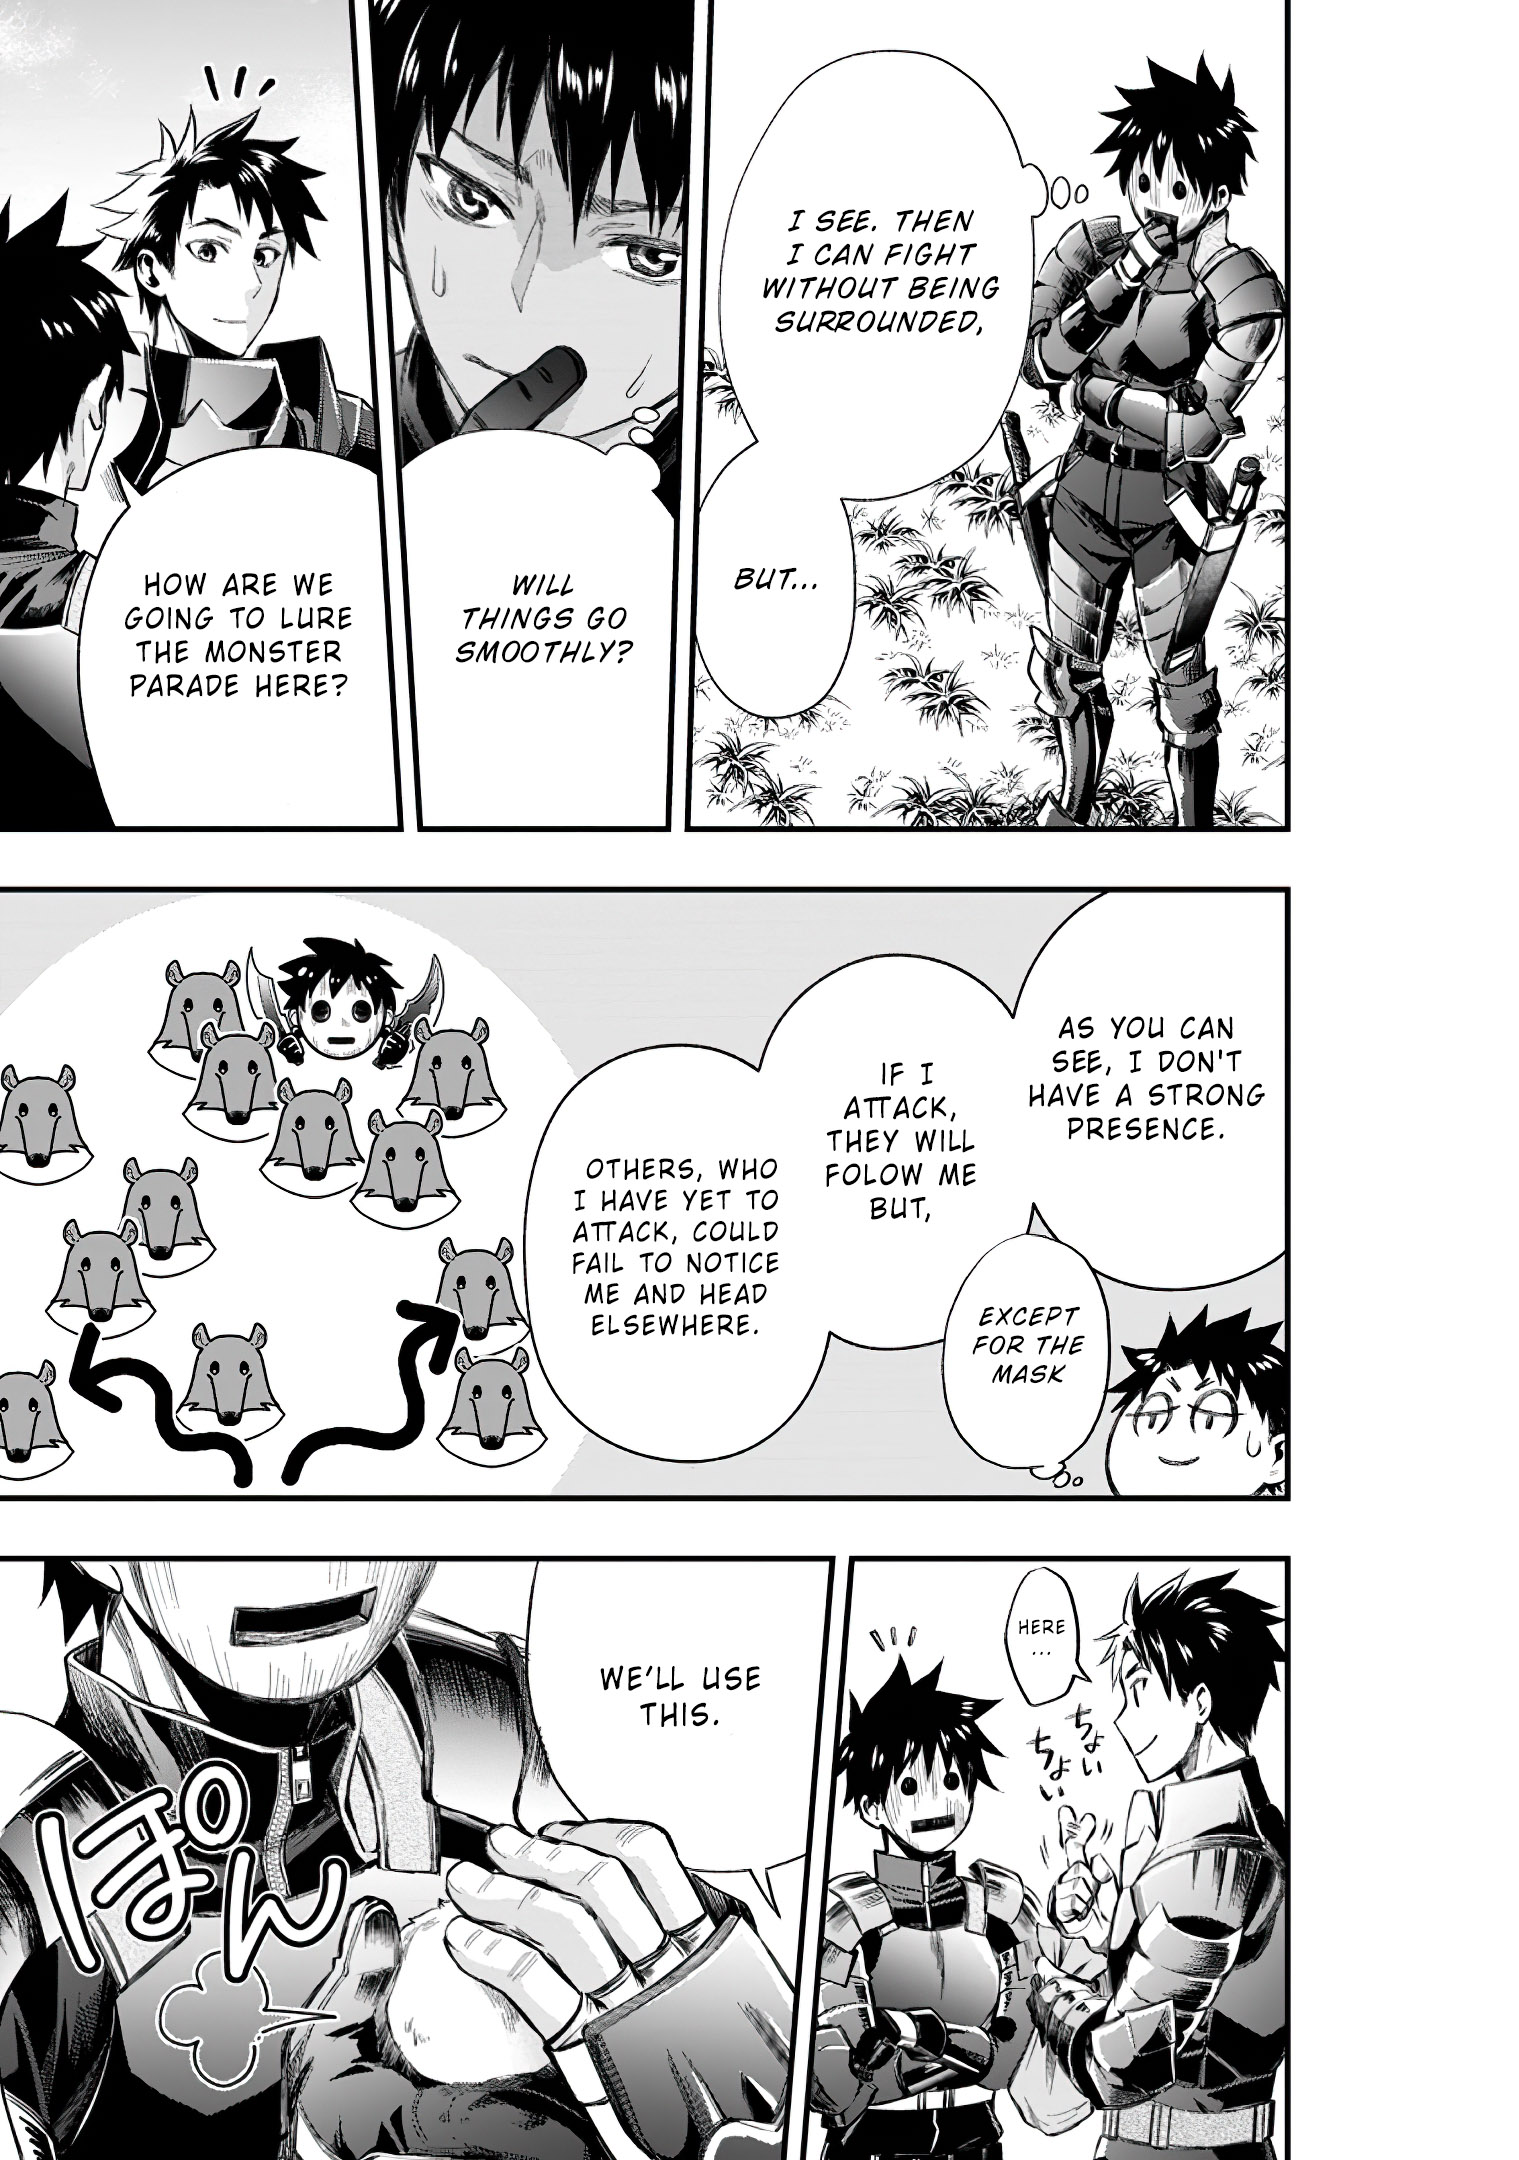 I SEE. THEN
I CAN FIGHT
WITHOUT BEING
SURROUNDED,
BUT...
WILL
THINGS GO
SMOOTHLY?
HOW ARE WE
GOING TO LURE
THE MONSTER
PARADE HERE?
AS YOU CAN
SEE, I DON'T
HAVE A STRONG
PRESENCE.
IF I
ATTACK,
THEY WILL
FOLOW ME
BUT,
EXCEPT
FOR THE
MASK
OTHERS, WHO
I HAVE YET TO
ATTACK, COULD
FAIL TO NOTICE
ME AND HEAD
ELSEWHERE.
HERE
...
ちょい
ちょい
WE'LL USE
THIS.
ぽん